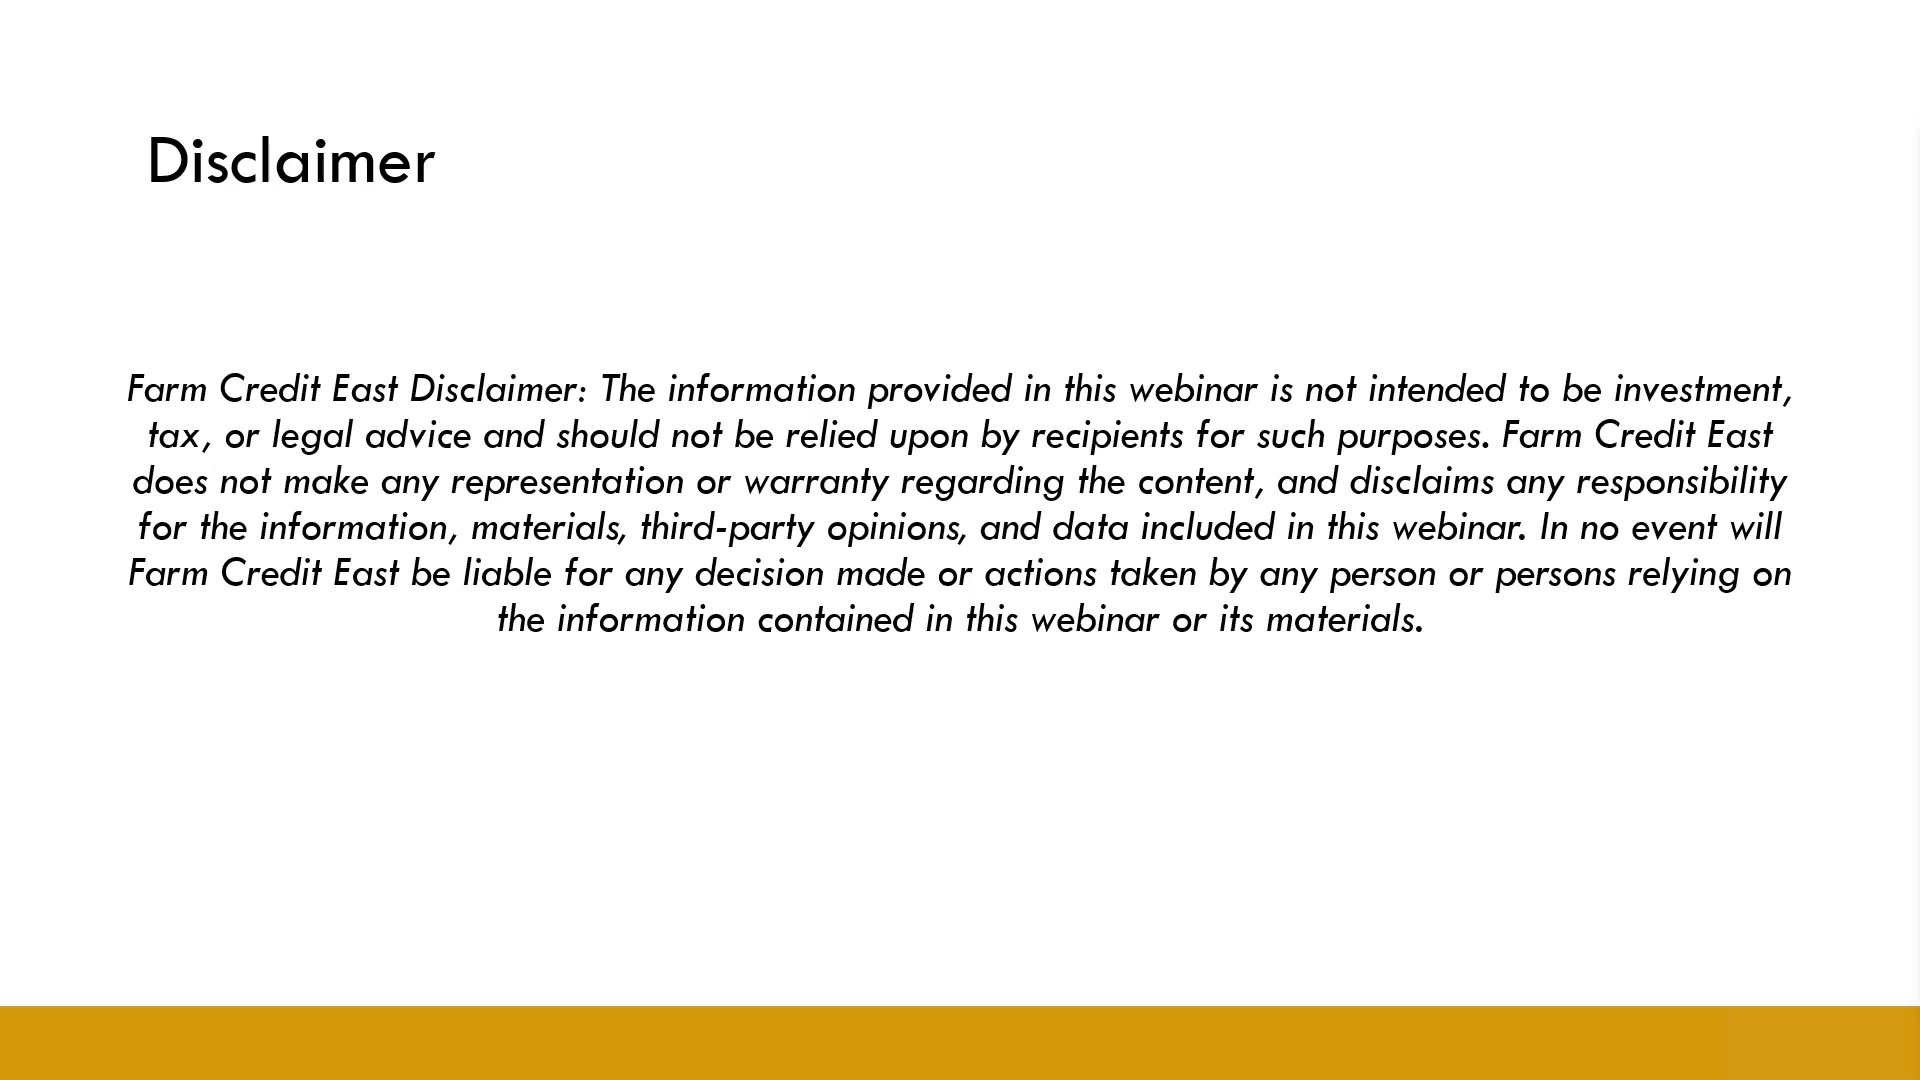 Disclaimer
Farm Credit East Disclaimer: The information provided in this webinar is not intended to be investment,
tax, or legal advice and should not be relied upon by recipients for such purposes. Farm Credit East
does not make any representation or warranty regarding the content, and disclaims any responsibility
for the information, materials, third-party opinions, and data included in this webinar. In no event will
Farm Credit East be liable for any decision made or actions taken by any person or persons relying on
the information contained in this webinar or its materials.